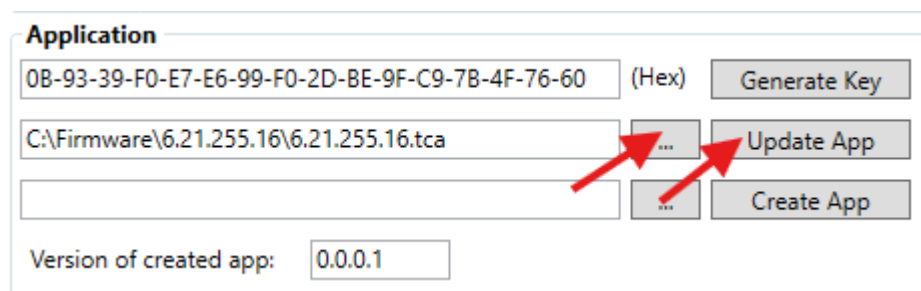 Application
0B-93-39-F0-E7-E6-99-F0-2D-BE-9F-C9-7B-4F-76-60 (Hex) Generate Key
C:\Firmware\6.21.255.16\6.21.255.16.tca ... Update App
... Create App
Version of created app: 0.0.0.1